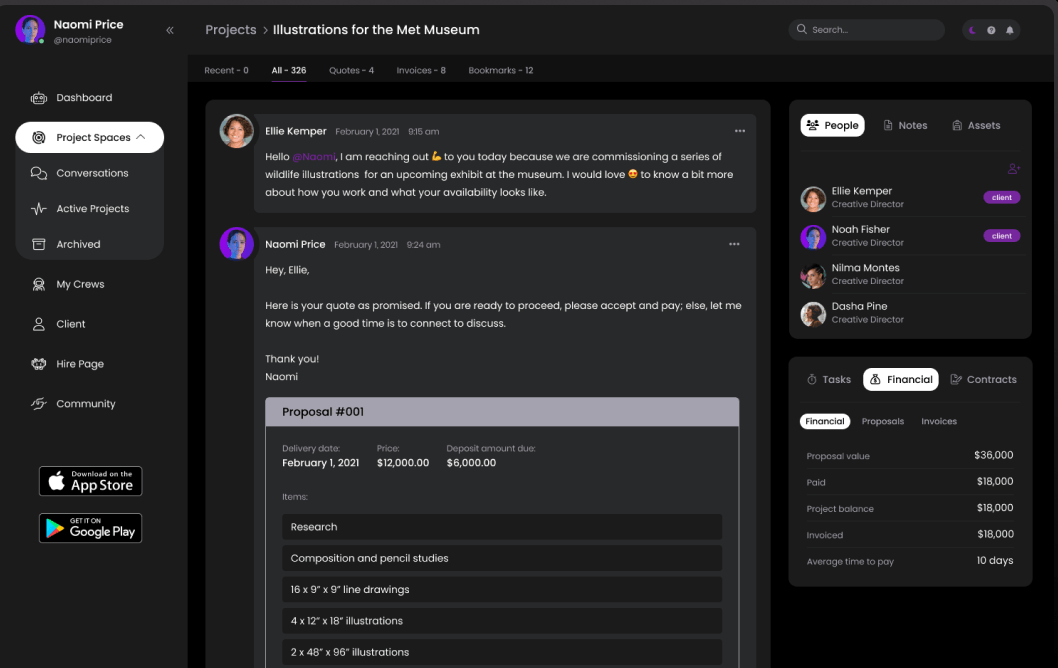 Naomi Price
@naomiprice
«
Projects > Illustrations for the Met Museum
Search...
Recent - 0
All - 326
Quotes - 4
Invoices - 8
Bookmarks - 12
Dashboard
Project Spaces
Conversations
Active Projects
Archived
My Crews
Client
Hire Page
Community
Download on the
App Store
GET IT ON
Google Play
Ellie Kemper February 1, 2021 9:15 am
Hello @Naomi, I am reaching out 💪 to you today because we are commissioning a series of
wildlife illustrations for an upcoming exhibit at the museum. I would love 😍 to know a bit more
about how you work and what your availability looks like.
Naomi Price February 1, 2021 9:24 am
Hey, Ellie,
Here is your quote as promised. If you are ready to proceed, please accept and pay; else, let me
know when a good time is to connect to discuss.
Thank you!
Naomi
Proposal #001
Delivery date: Price: Deposit amount due:
February 1, 2021 $12,000.00 $6,000.00
Items:
Research
Composition and pencil studies
16 x 9” x 9” line drawings
4 x 12” x 18” illustrations
2 x 48” x 96” illustrations
People
Notes
Assets
Ellie Kemper
Creative Director
client
Noah Fisher
Creative Director
client
Nilma Montes
Creative Director
Dasha Pine
Creative Director
Tasks
Financial
Contracts
Financial
Proposals
Invoices
Proposal value $36,000
Paid $18,000
Project balance $18,000
Invoiced $18,000
Average time to pay 10 days